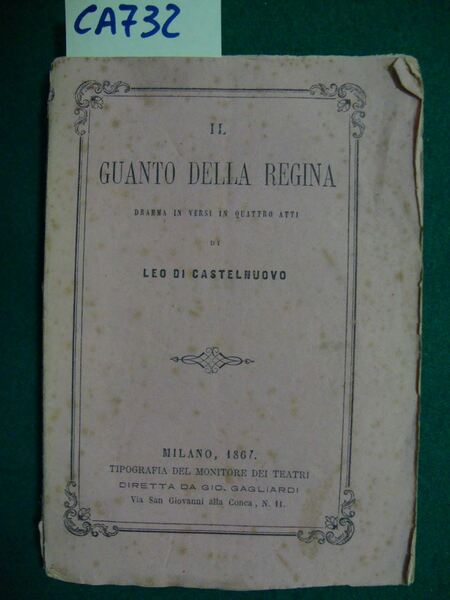 CA732
IL
GUANTO DELLA REGINA
DRAMMA IN VERSI IN QUATTRO ATTI
DI
LEO DI CASTELNUOVO
MILANO, 1867.
TIPOGRAFIA DEL MONITORE DEI TEATRI
DIRETTA DA GIO. GAGLIARDI
Via San Giovanni alla Conca, N. 11.